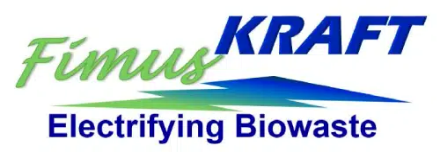 Fimus KRAFT
Electrifying Biowaste